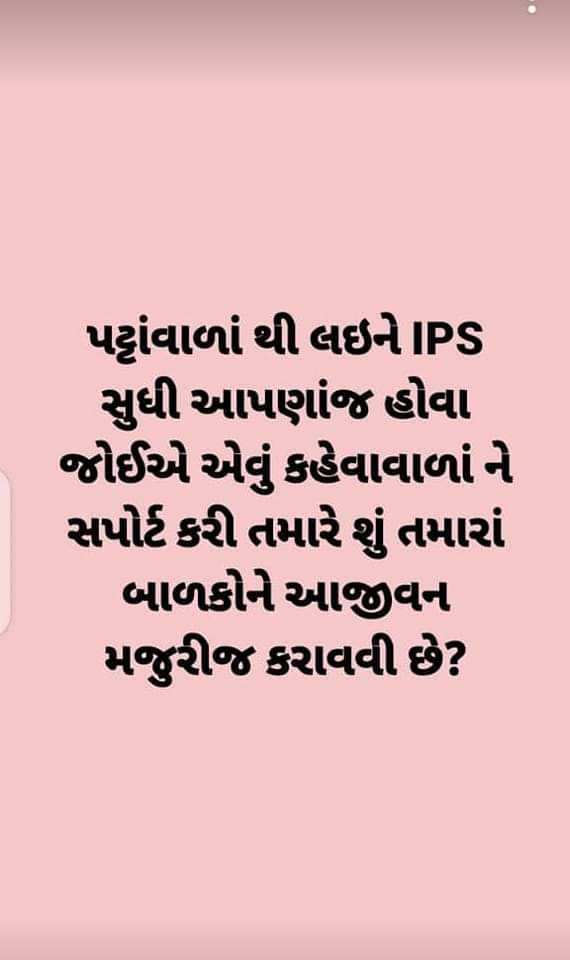 પટ્ટાંવાળાં થી લઇને IPS
સુધી આપણાંજ હોવા
જોઈએ એવું કહેવાવાળાં ને
સપોર્ટ કરી તમારે શું તમારાં
બાળકોને આજીવન
મજુરીજ કરાવવી છે?